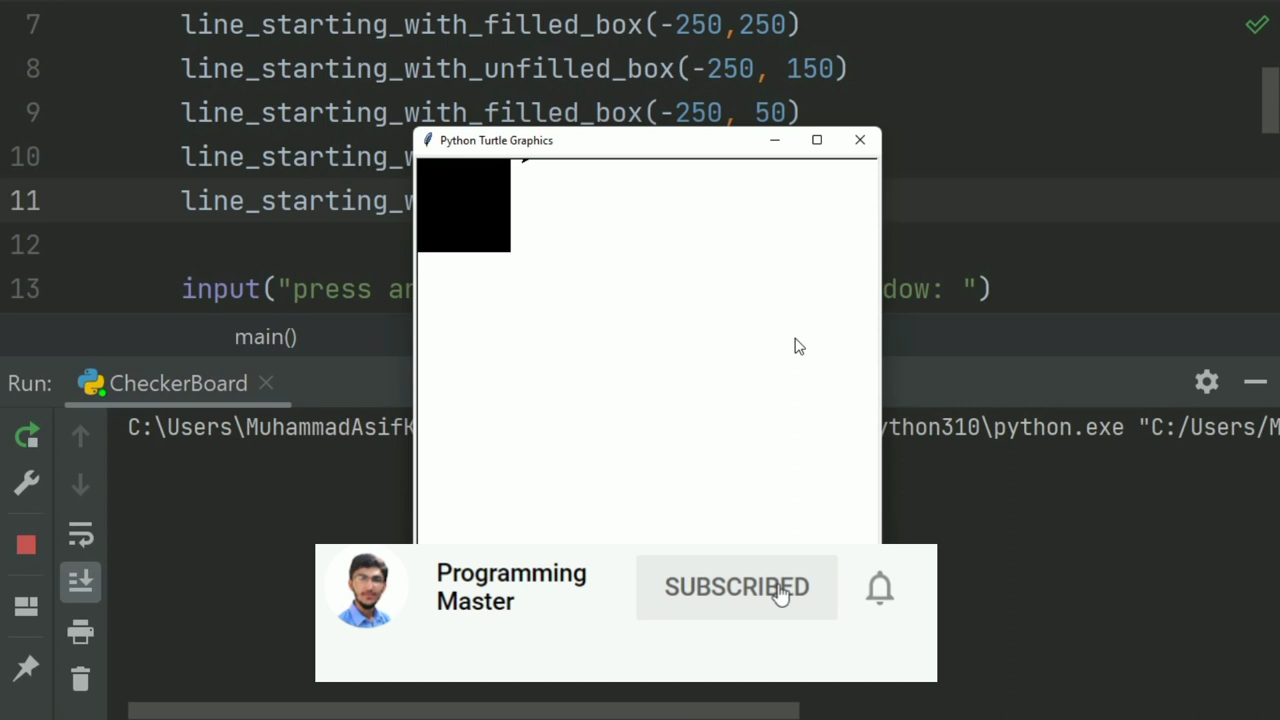 7 line_starting_with_filled_box(-250,250)
8 line_starting_with_unfilled_box(-250, 150)
9 line_starting_with_filled_box(-250, 50)
10 line_starting_w
11 line_starting_w
12
13 input("press an dow: ")
main()
Python Turtle Graphics
Run: CheckerBoard
C:\Users\MuhammadAsifK ython310\python.exe "C:/Users/M
Programming
Master
SUBSCRIBED